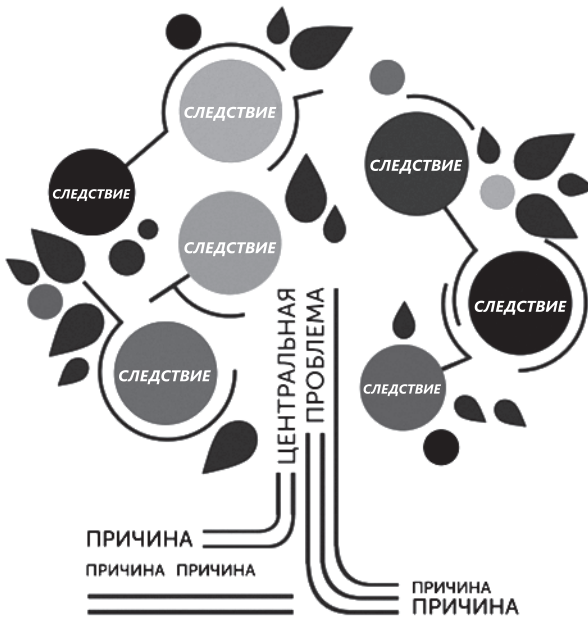 СЛЕДСТВИЕ
СЛЕДСТВИЕ
СЛЕДСТВИЕ
СЛЕДСТВИЕ
СЛЕДСТВИЕ
СЛЕДСТВИЕ
СЛЕДСТВИЕ
ЦЕНТРАЛЬНАЯ
ПРОБЛЕМА
ПРИЧИНА
ПРИЧИНА ПРИЧИНА
ПРИЧИНА
ПРИЧИНА